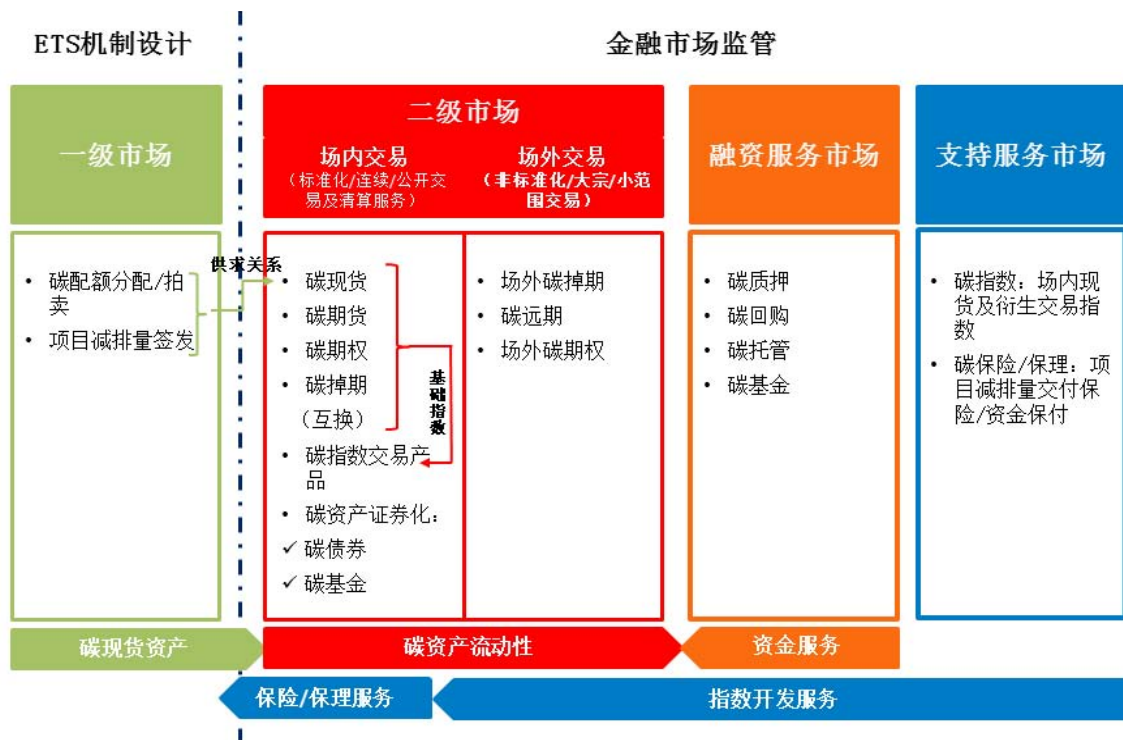 ETS机制设计
金融市场监管
一级市场
二级市场
场内交易
（标准化/连续/公开交
易及清算服务）
场外交易
（非标准化/大宗/小范
围交易）
融资服务市场
支持服务市场
• 碳配额分配/拍
卖
• 项目减排量签发
供求关系
• 碳现货
• 碳期货
• 碳期权
• 碳掉期
（互换）
• 碳指数交易产
品
• 碳资产证券化：
✓ 碳债券
✓ 碳基金
基础指数
• 场外碳掉期
• 碳远期
• 场外碳期权
• 碳质押
• 碳回购
• 碳托管
• 碳基金
• 碳指数：场内现
货及衍生交易指
数
• 碳保险/保理：项
目减排量交付保
险/资金保付
碳现货资产
碳资产流动性
资金服务
保险/保理服务
指数开发服务